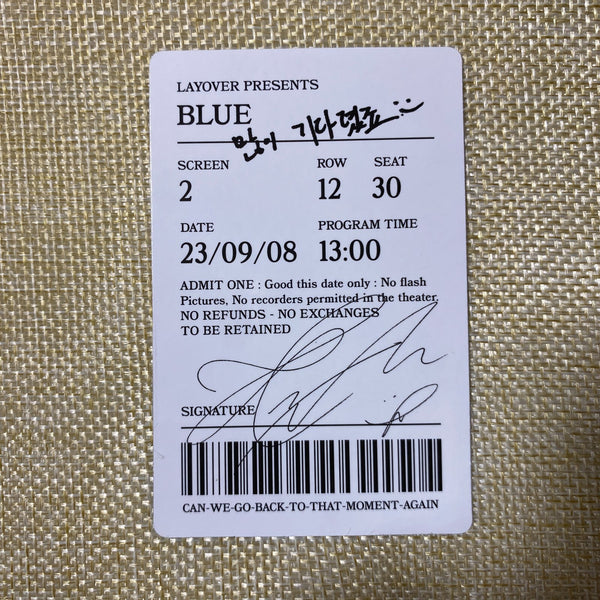 LAYOVER PRESENTS
BLUE
많이 기다렸죠 :)
SCREEN ROW SEAT
2 12 30
DATE PROGRAM TIME
23/09/08 13:00
ADMIT ONE : Good this date only : No flash
Pictures, No recorders permitted in the theater.
NO REFUNDS - NO EXCHANGES
TO BE RETAINED
SIGNATURE
CAN-WE-GO-BACK-TO-THAT-MOMENT-AGAIN